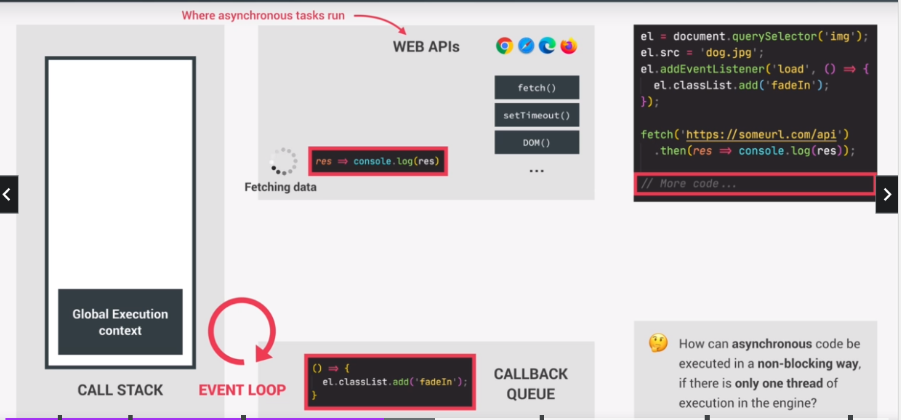 Where asynchronous tasks run
WEB APIs
fetch()
setTimeout()
DOM()
...
res => console.log(res)
Fetching data
el = document.querySelector('img');
el.src = 'dog.jpg';
el.addEventListener('load', () => {
el.classList.add('fadeIn');
});
fetch('https://someurl.com/api')
.then(res => console.log(res));
// More code...
Global Execution
context
CALL STACK
EVENT LOOP
() => {
el.classList.add('fadeIn');
}
CALLBACK
QUEUE
How can asynchronous code be
executed in a non-blocking way,
if there is only one thread of
execution in the engine?